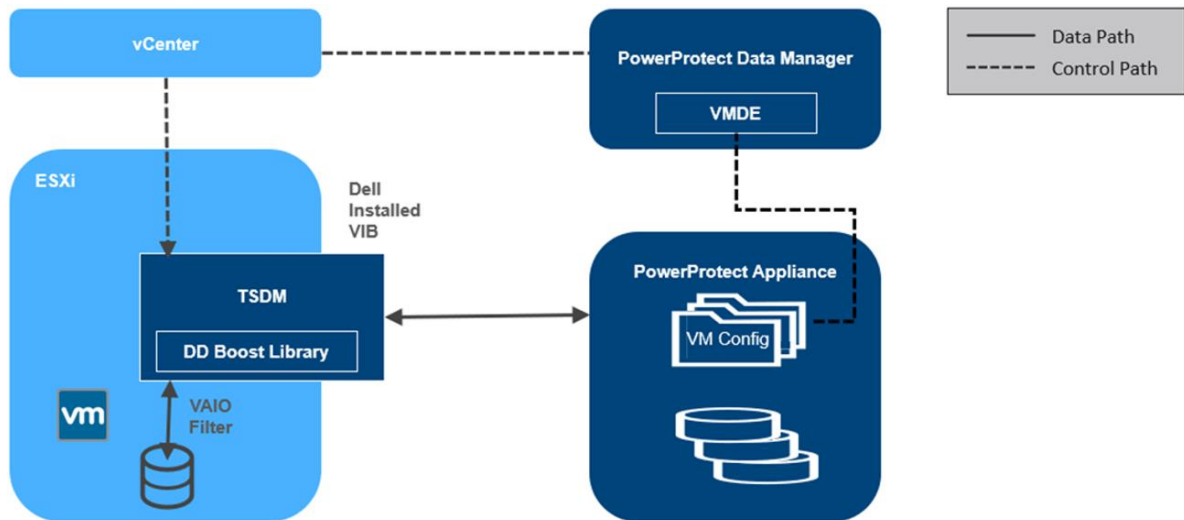 vCenter
PowerProtect Data Manager
VMDE
Data Path
Control Path
ESXi
Dell
Installed
VIB
TSDM
DD Boost Library
PowerProtect Appliance
VM Config
vm
VAIO
Filter